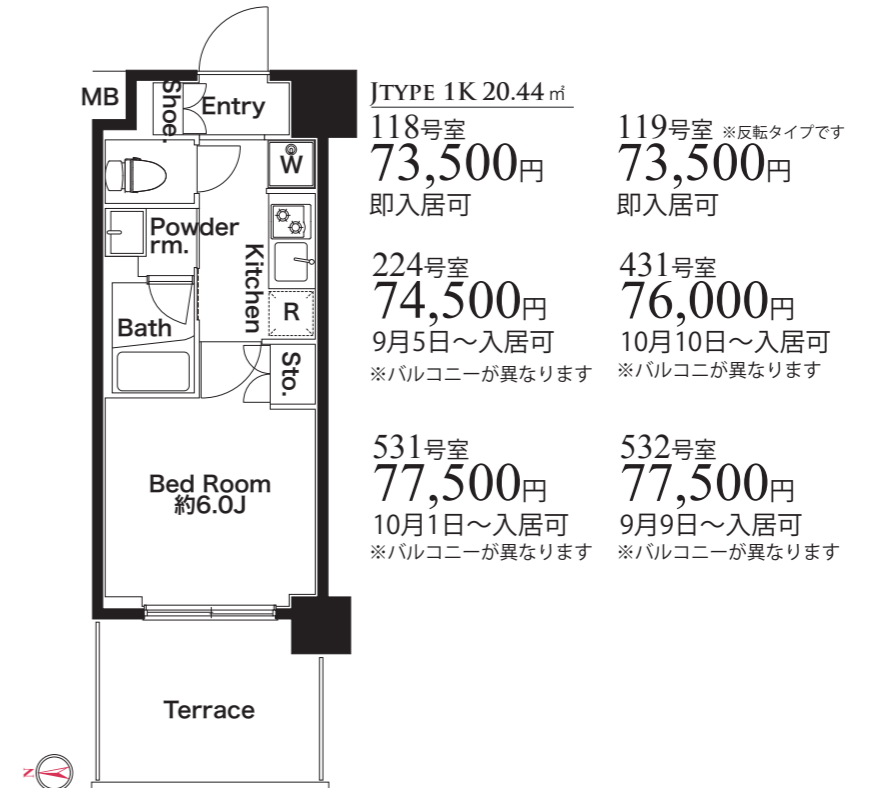 MB
Shoe.
Entry
W
Powder
rm.
Kitchen
R
Bath
Sto.
Bed Room
約6.0J
Terrace
N
JTYPE 1K 20.44㎡
118号室
73,500円
即入居可
119号室 ※反転タイプです
73,500円
即入居可
224号室
74,500円
9月5日〜入居可
※バルコニーが異なります
431号室
76,000円
10月10日〜入居可
※バルコニが異なります
531号室
77,500円
10月1日〜入居可
※バルコニーが異なります
532号室
77,500円
9月9日〜入居可
※バルコニーが異なります